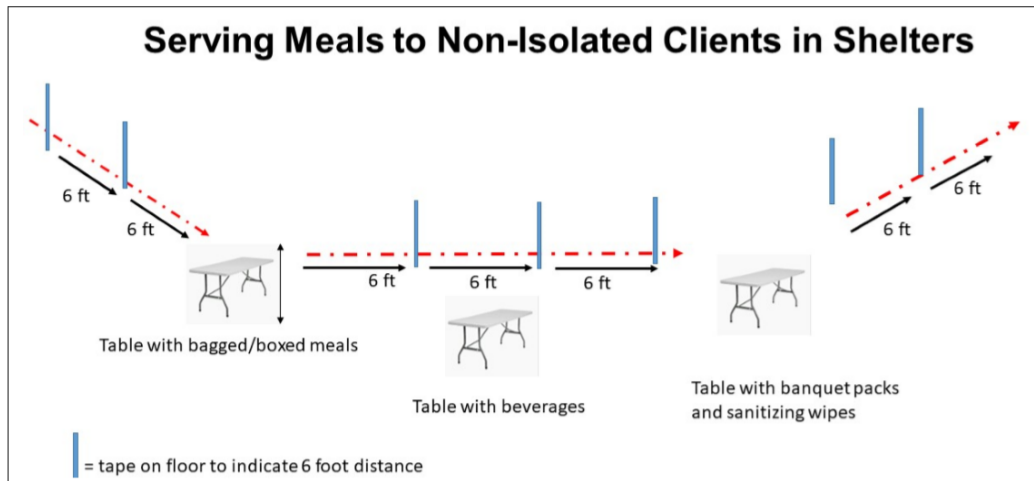 Serving Meals to Non-Isolated Clients in Shelters
6 ft
6 ft
6 ft
6 ft
6 ft
6 ft
6 ft
Table with bagged/boxed meals
Table with beverages
Table with banquet packs
and sanitizing wipes
= tape on floor to indicate 6 foot distance